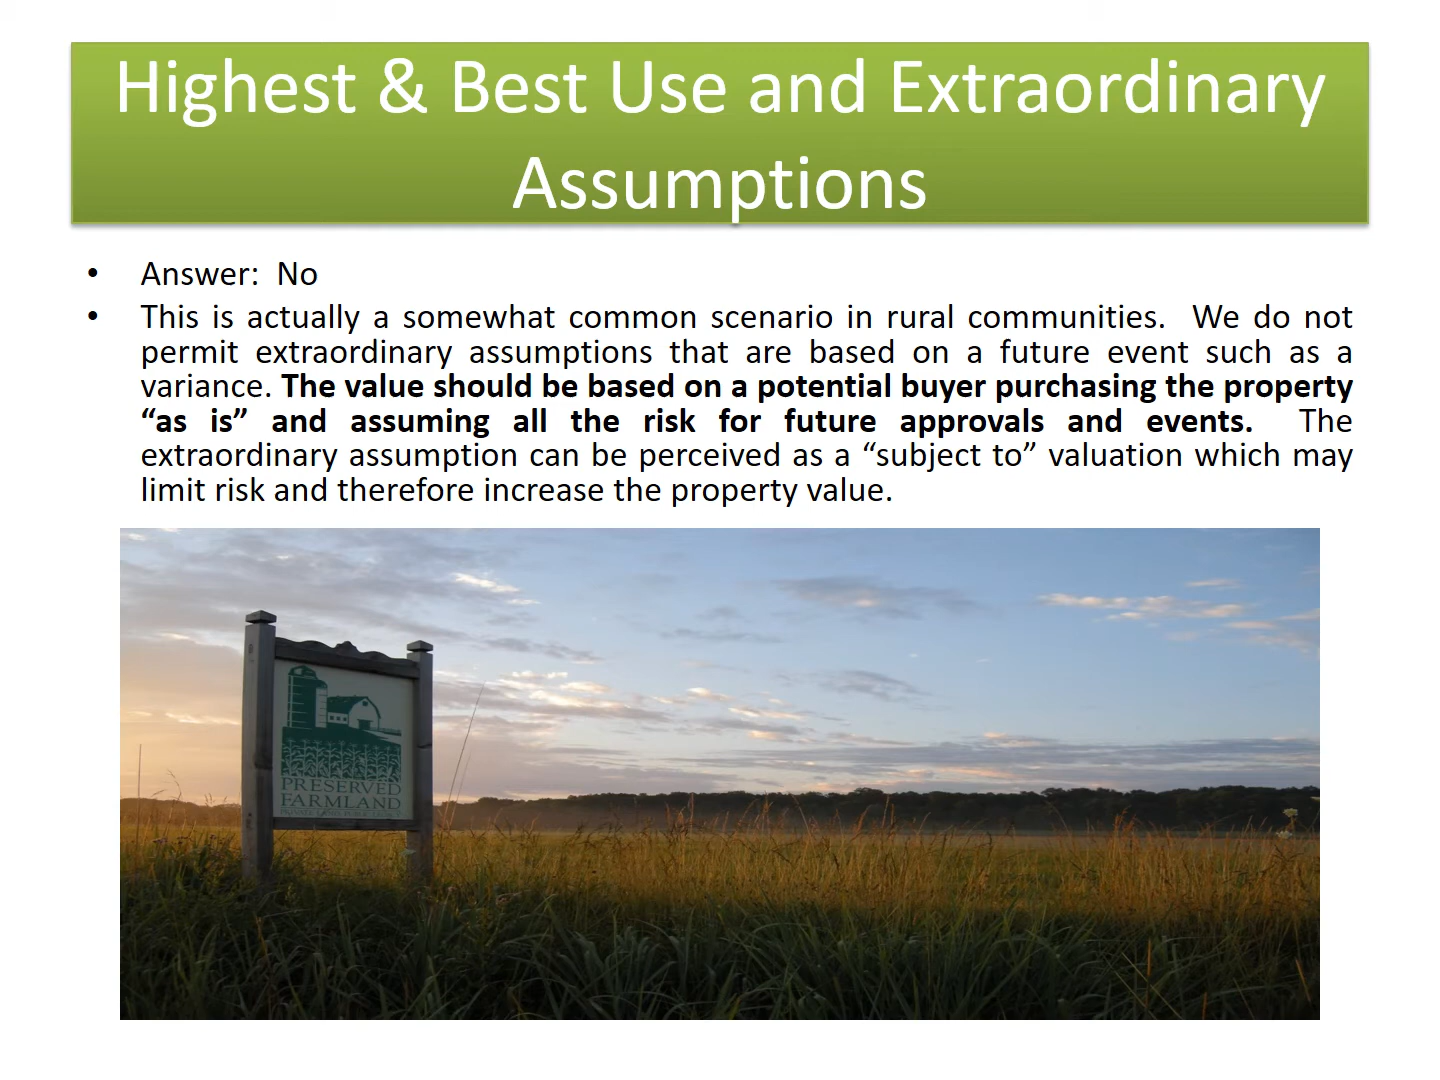 Highest & Best Use and Extraordinary
Assumptions
• Answer:  No
• This is actually a somewhat common scenario in rural communities.  We do not
permit extraordinary assumptions that are based on a future event such as a
variance. The value should be based on a potential buyer purchasing the property
“as is” and assuming all the risk for future approvals and events.  The
extraordinary assumption can be perceived as a “subject to” valuation which may
limit risk and therefore increase the property value.
PRESERVED
FARMLAND